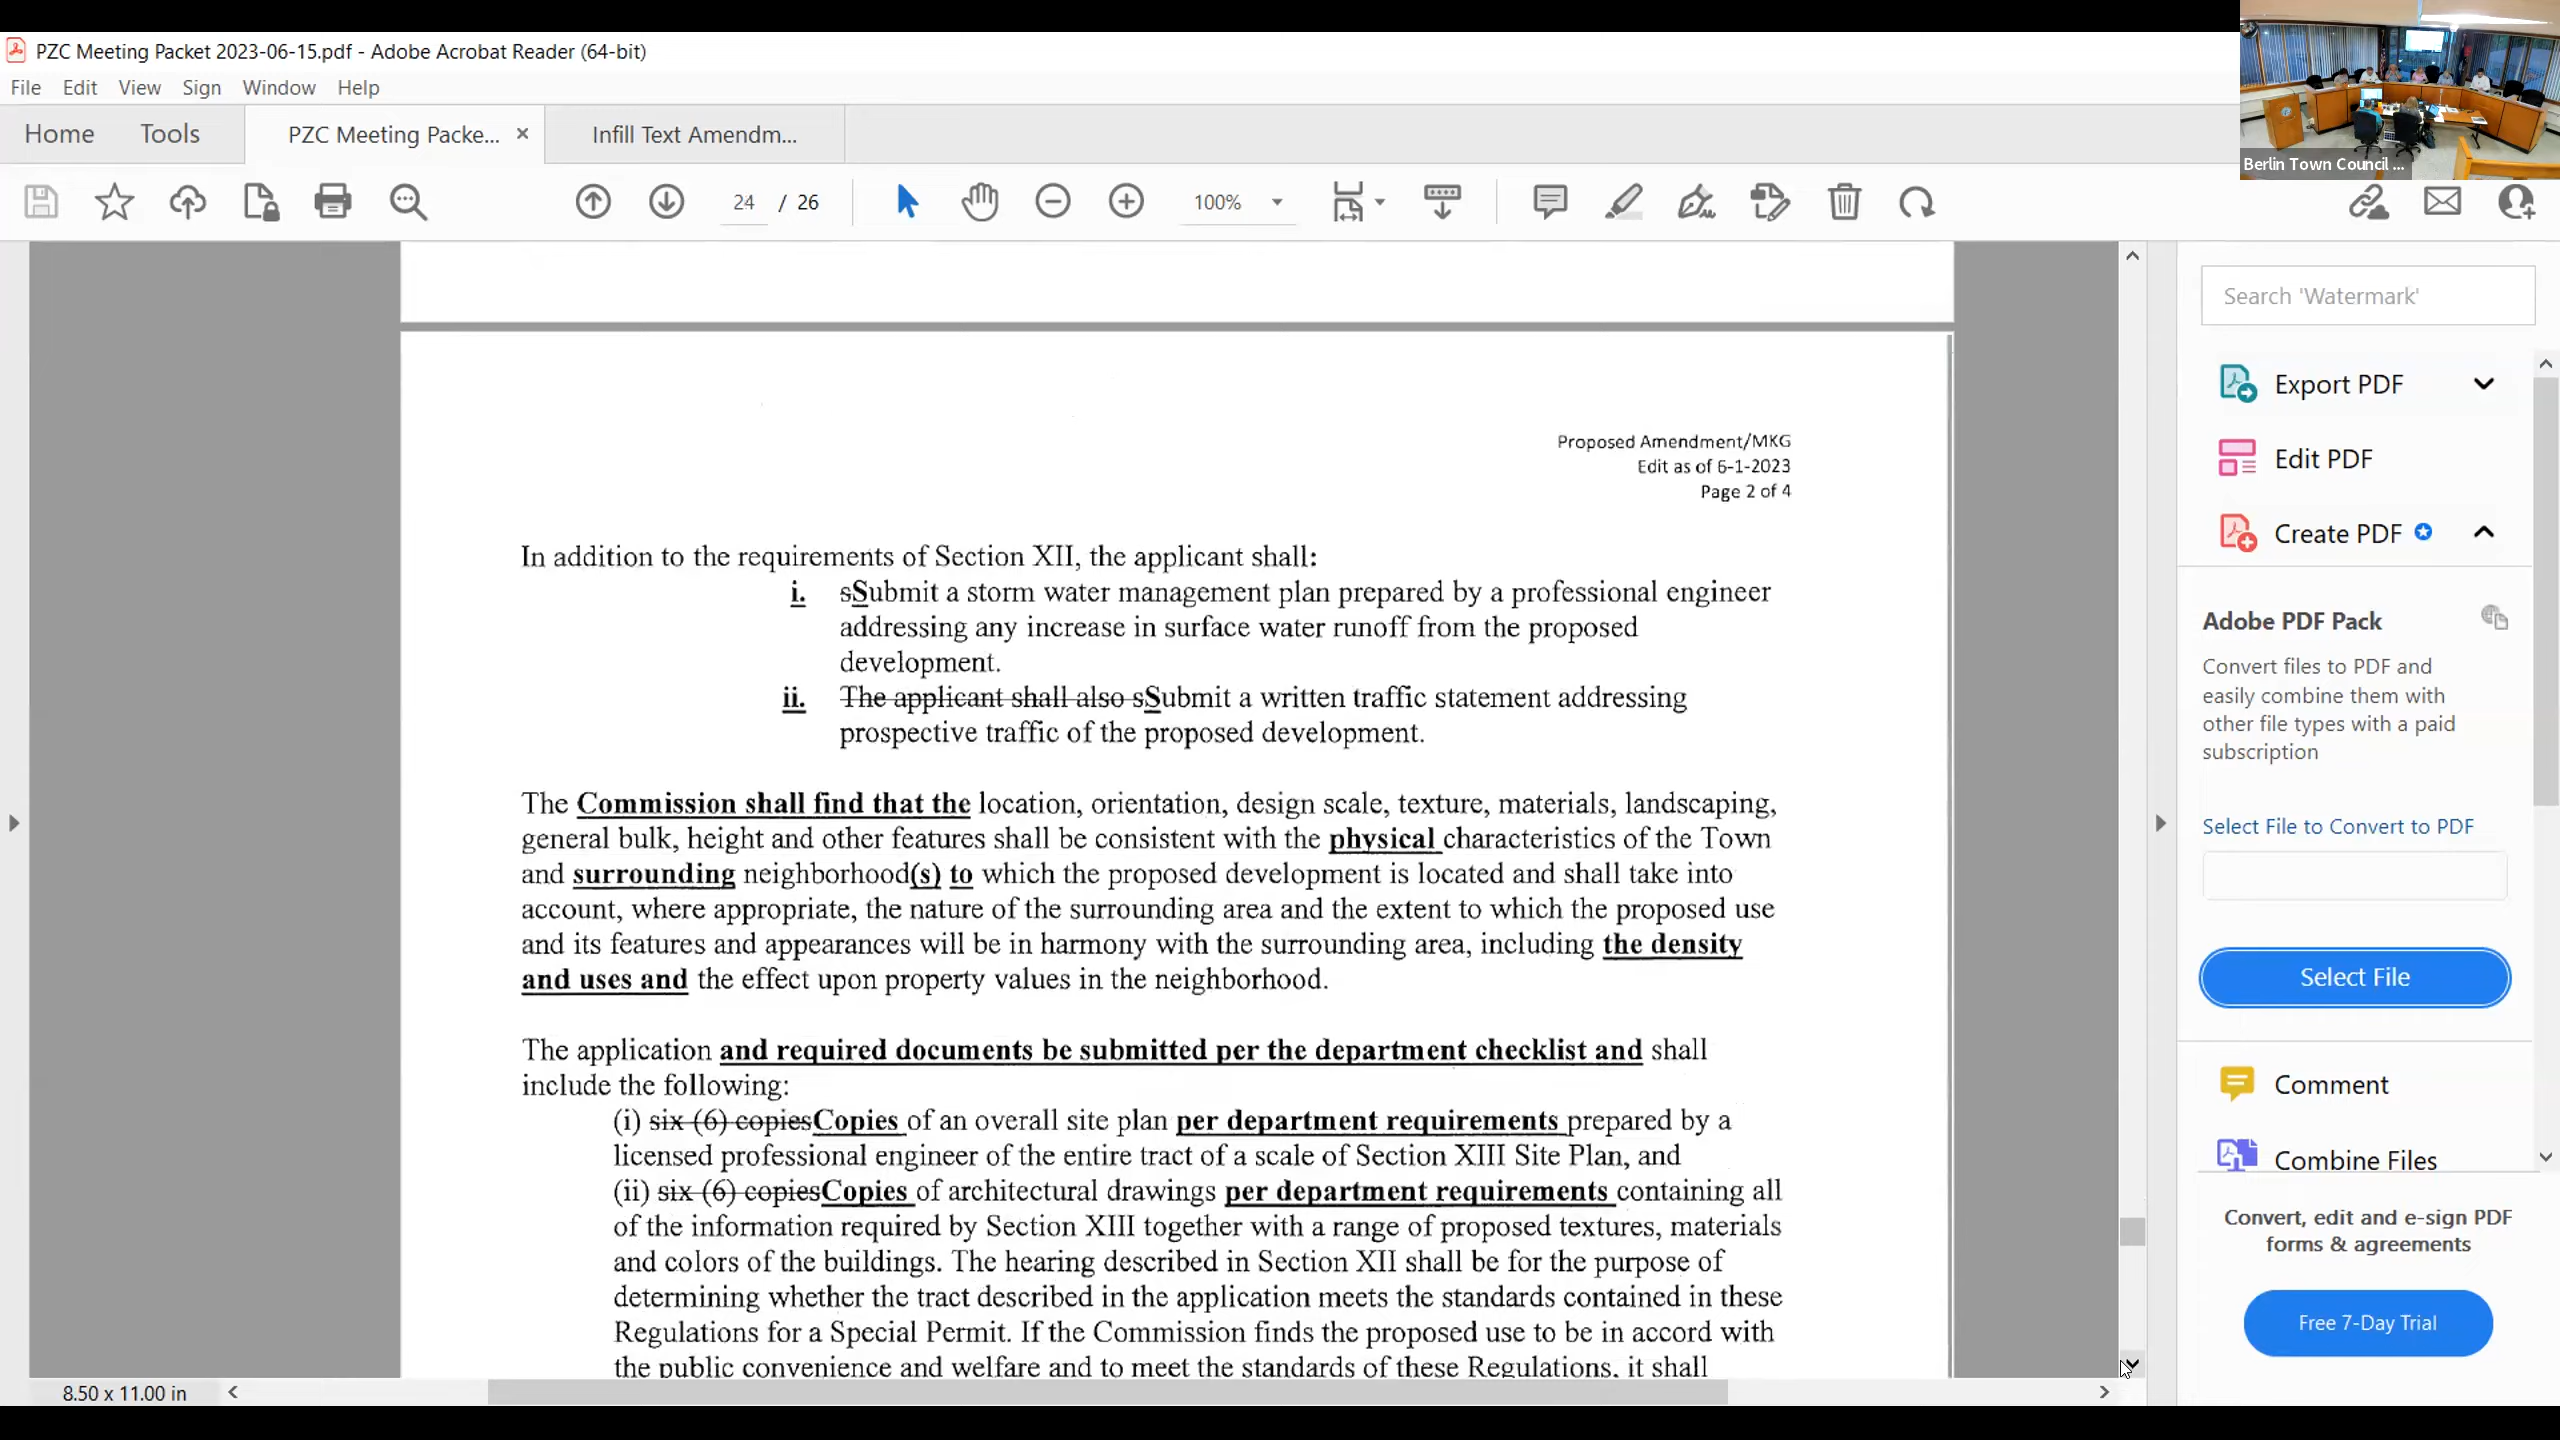 PZC Meeting Packet 2023-06-15.pdf - Adobe Acrobat Reader (64-bit)
File Edit View Sign Window Help
Home Tools PZC Meeting Packe... × Infill Text Amendm...
24 / 26 100%
Berlin Town Council ...
Proposed Amendment/MKG
Edit as of 6-1-2023
Page 2 of 4
In addition to the requirements of Section XII, the applicant shall:
i. sSubmit a storm water management plan prepared by a professional engineer
addressing any increase in surface water runoff from the proposed
development.
ii. The applicant shall also sSubmit a written traffic statement addressing
prospective traffic of the proposed development.
The Commission shall find that the location, orientation, design scale, texture, materials, landscaping,
general bulk, height and other features shall be consistent with the physical characteristics of the Town
and surrounding neighborhood(s) to which the proposed development is located and shall take into
account, where appropriate, the nature of the surrounding area and the extent to which the proposed use
and its features and appearances will be in harmony with the surrounding area, including the density
and uses and the effect upon property values in the neighborhood.
The application and required documents be submitted per the department checklist and shall
include the following:
(i) six (6) copiesCopies of an overall site plan per department requirements prepared by a
licensed professional engineer of the entire tract of a scale of Section XIII Site Plan, and
(ii) six (6) copiesCopies of architectural drawings per department requirements containing all
of the information required by Section XIII together with a range of proposed textures, materials
and colors of the buildings. The hearing described in Section XII shall be for the purpose of
determining whether the tract described in the application meets the standards contained in these
Regulations for a Special Permit. If the Commission finds the proposed use to be in accord with
the public convenience and welfare and to meet the standards of these Regulations, it shall
8.50 x 11.00 in
Search 'Watermark'
Export PDF
Edit PDF
Create PDF
Adobe PDF Pack
Convert files to PDF and
easily combine them with
other file types with a paid
subscription
Select File to Convert to PDF
Select File
Comment
Combine Files
Convert, edit and e-sign PDF
forms & agreements
Free 7-Day Trial